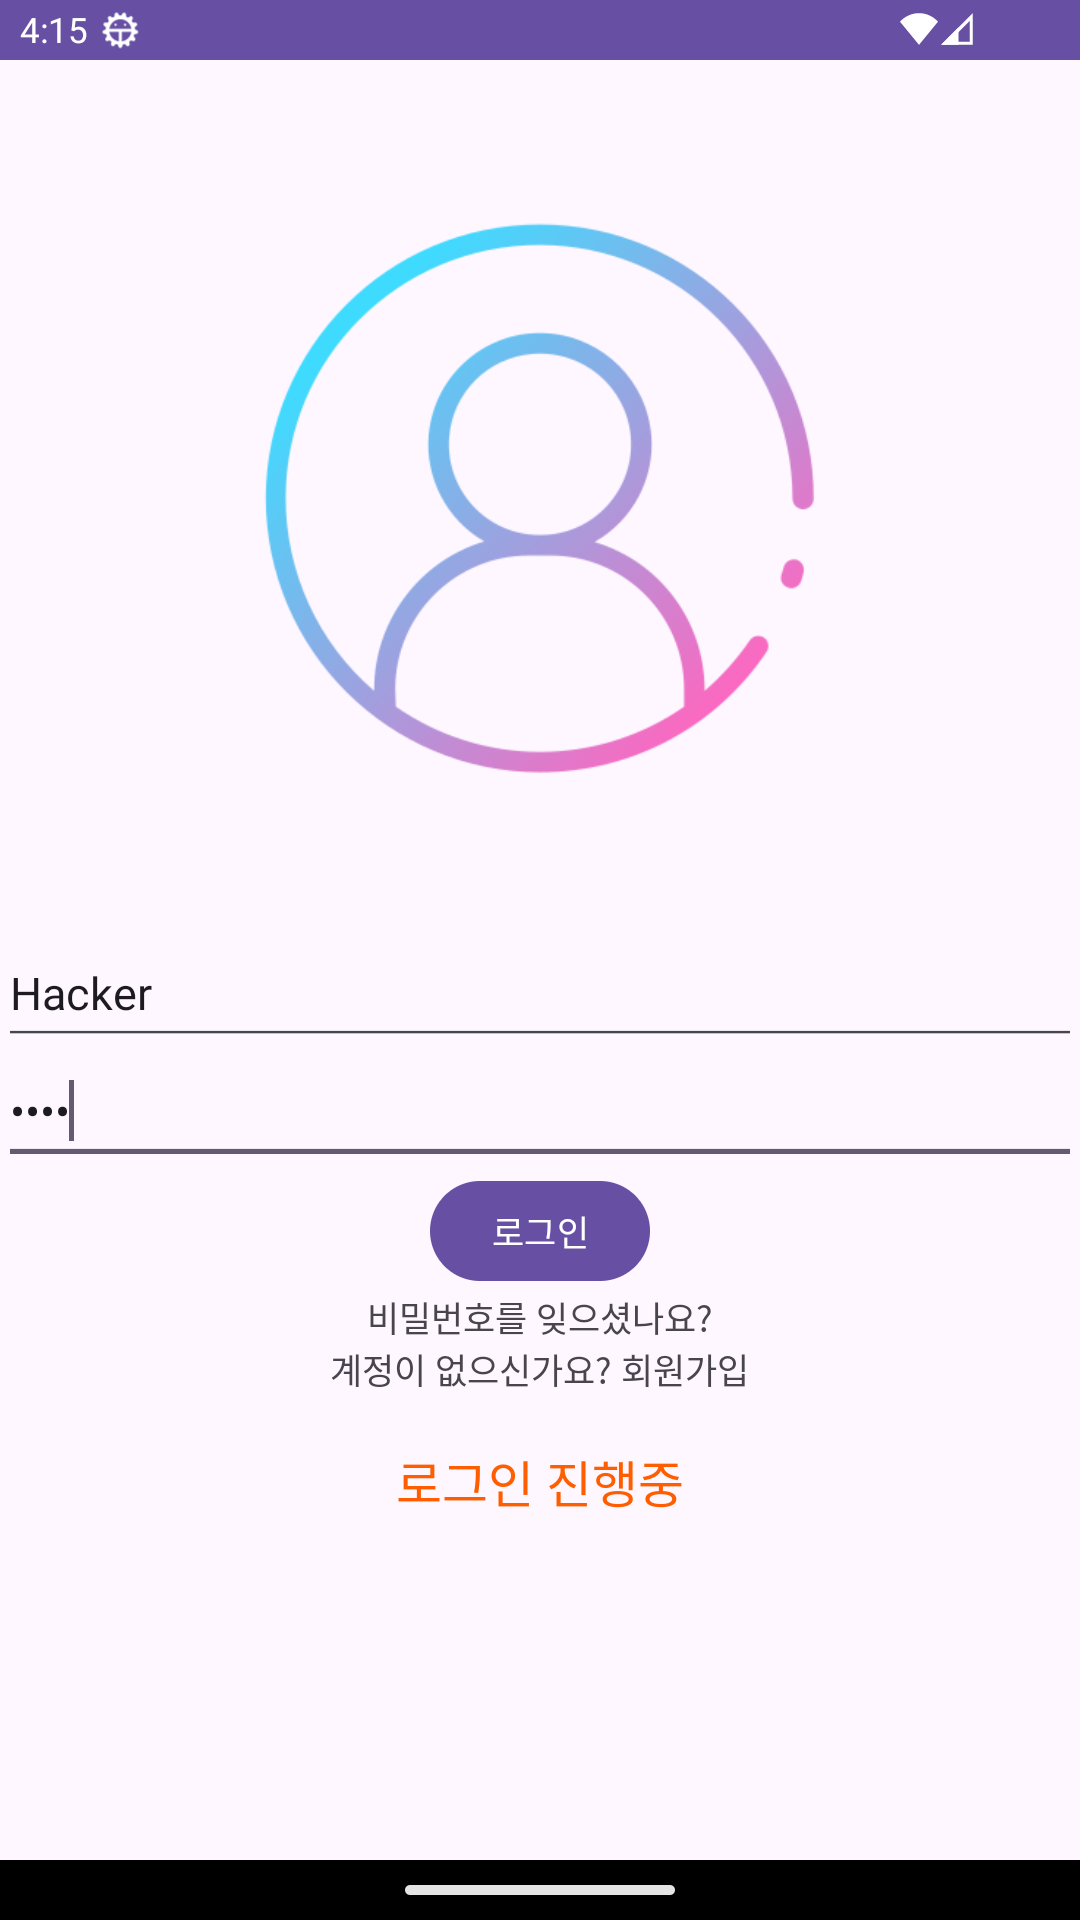 4:15
Hacker
••••
로그인
비밀번호를 잊으셨나요?
계정이 없으신가요? 회원가입
로그인 진행중